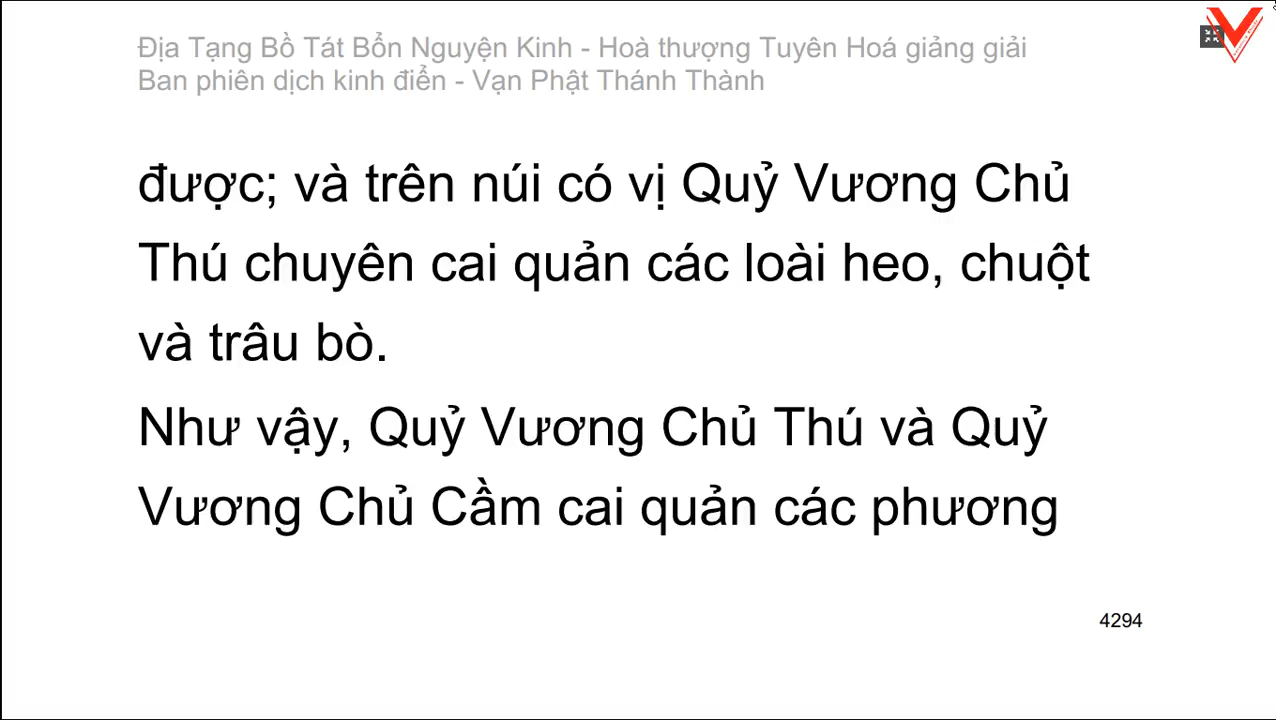 Địa Tạng Bồ Tát Bổn Nguyện Kinh - Hoà thượng Tuyên Hoá giảng giải
Ban phiên dịch kinh điển - Vạn Phật Thánh Thành
được; và trên núi có vị Quỷ Vương Chủ
Thú chuyên cai quản các loài heo, chuột
và trâu bò.
Như vậy, Quỷ Vương Chủ Thú và Quỷ
Vương Chủ Cầm cai quản các phương
4294